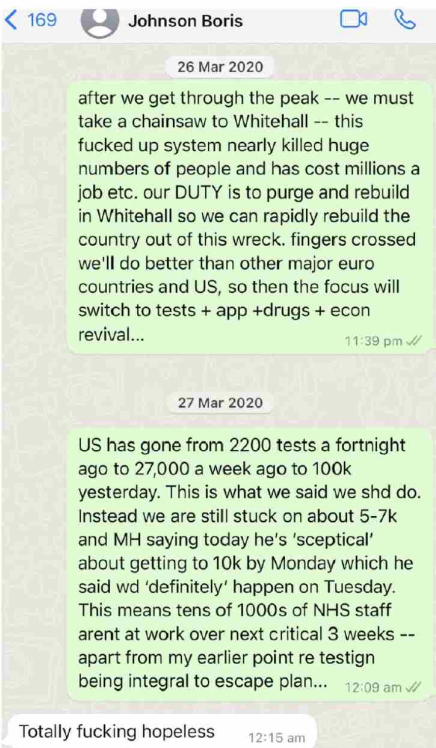 169
Johnson Boris
26 Mar 2020
after we get through the peak -- we must
take a chainsaw to Whitehall -- this
fucked up system nearly killed huge
numbers of people and has cost millions a
job etc. our DUTY is to purge and rebuild
in Whitehall so we can rapidly rebuild the
country out of this wreck. fingers crossed
we'll do better than other major euro
countries and US, so then the focus will
switch to tests + app +drugs + econ
revival...
11:39 pm
27 Mar 2020
US has gone from 2200 tests a fortnight
ago to 27,000 a week ago to 100k
yesterday. This is what we said we shd do.
Instead we are still stuck on about 5-7k
and MH saying today he's ‘sceptical’
about getting to 10k by Monday which he
said wd ‘definitely’ happen on Tuesday.
This means tens of 1000s of NHS staff
arent at work over next critical 3 weeks --
apart from my earlier point re testign
being integral to escape plan...
12:09 am
Totally fucking hopeless
12:15 am